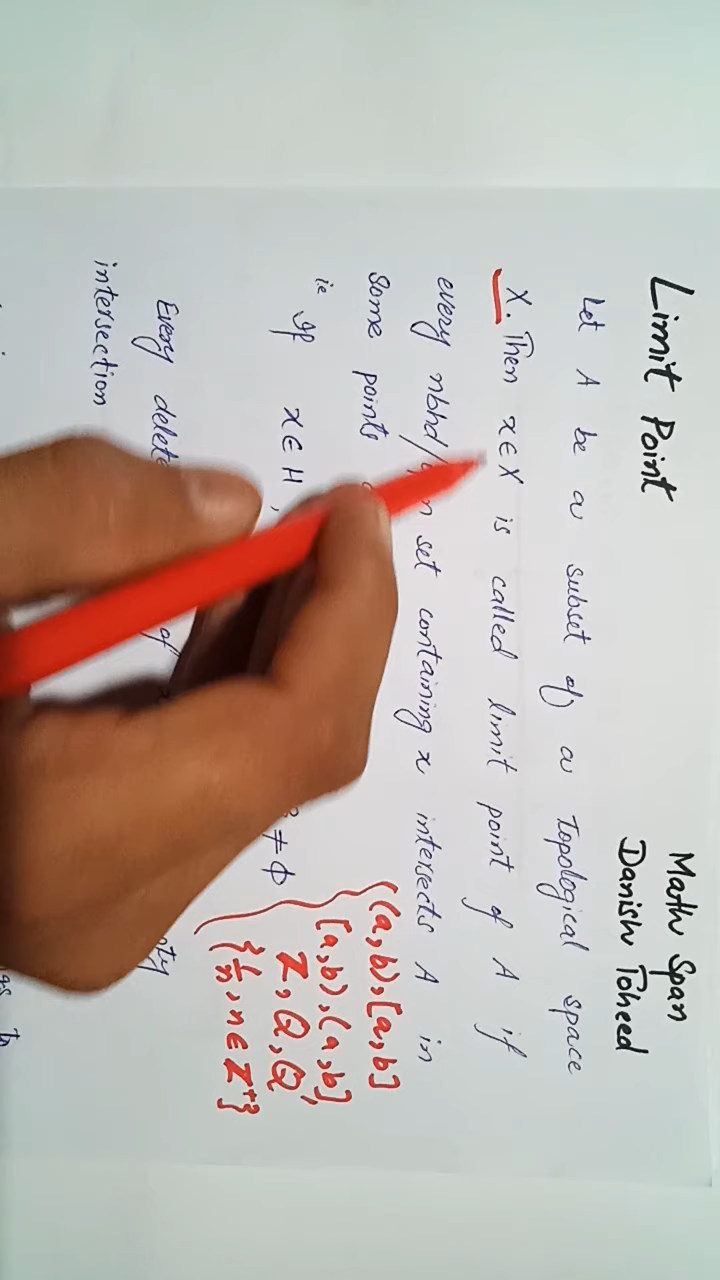 Limit Point
Math Span
Danish Toheed
Let A be a subset of a Topological space
X. Then x ∈ X is called limit point of A if
every nbhd/ set containing x intersects A in
some points
ie if x ∈ H, ≠ Φ
Every of
intersection
(a,b), [a,b]
[a,b), (a,b],
Z, Q, Q'
{1/n, n ∈ Z⁺}